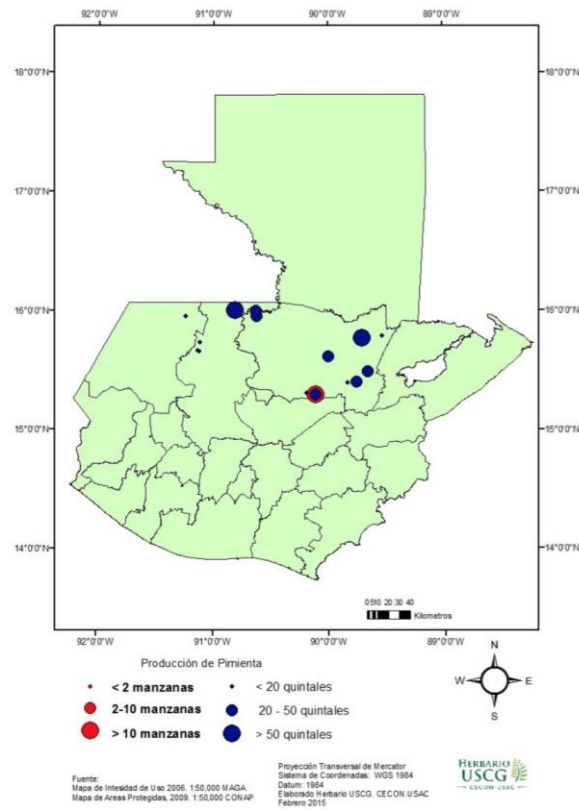 92°0'0"W 91°0'0"W 90°0'0"W 89°0'0"W
18°0'0"N 18°0'0"N
17°0'0"N 17°0'0"N
16°0'0"N 16°0'0"N
15°0'0"N 15°0'0"N
14°0'0"N 14°0'0"N
0 5 10 20 30 40
Kilometros
92°0'0"W 91°0'0"W 90°0'0"W 89°0'0"W
Producción de Pimienta
< 2 manzanas < 20 quintales
2-10 manzanas 20 - 50 quintales
> 10 manzanas > 50 quintales
N
W E
S
Fuente:
Mapa de Intesidad de Uso 2006. 1:50,000 MAGA
Mapa de Areas Protegidas, 2009. 1:50,000 CONAP
Proyección Transversal de Mercator
Sistema de Coordenadas: WGS 1984
Datum: 1984
Elaborado Herbario USCG. CECON.USAC
Febrero 2015
HERBARIO
USCG
CECON-USAC